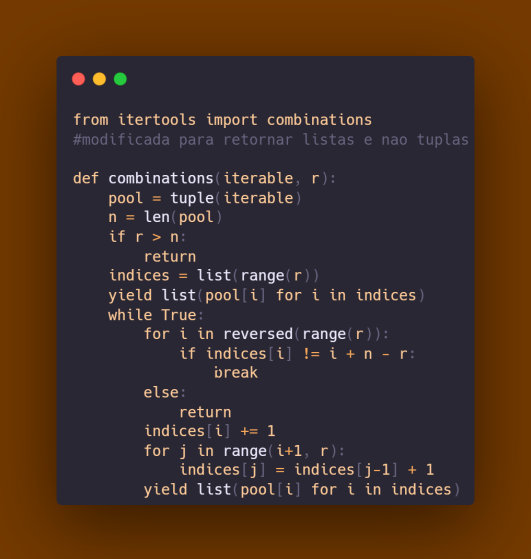 from itertools import combinations
#modificada para retornar listas e nao tuplas

def combinations(iterable, r):
    pool = tuple(iterable)
    n = len(pool)
    if r > n:
        return
    indices = list(range(r))
    yield list(pool[i] for i in indices)
    while True:
        for i in reversed(range(r)):
            if indices[i] != i + n - r:
                break
        else:
            return
        indices[i] += 1
        for j in range(i+1, r):
            indices[j] = indices[j-1] + 1
        yield list(pool[i] for i in indices)